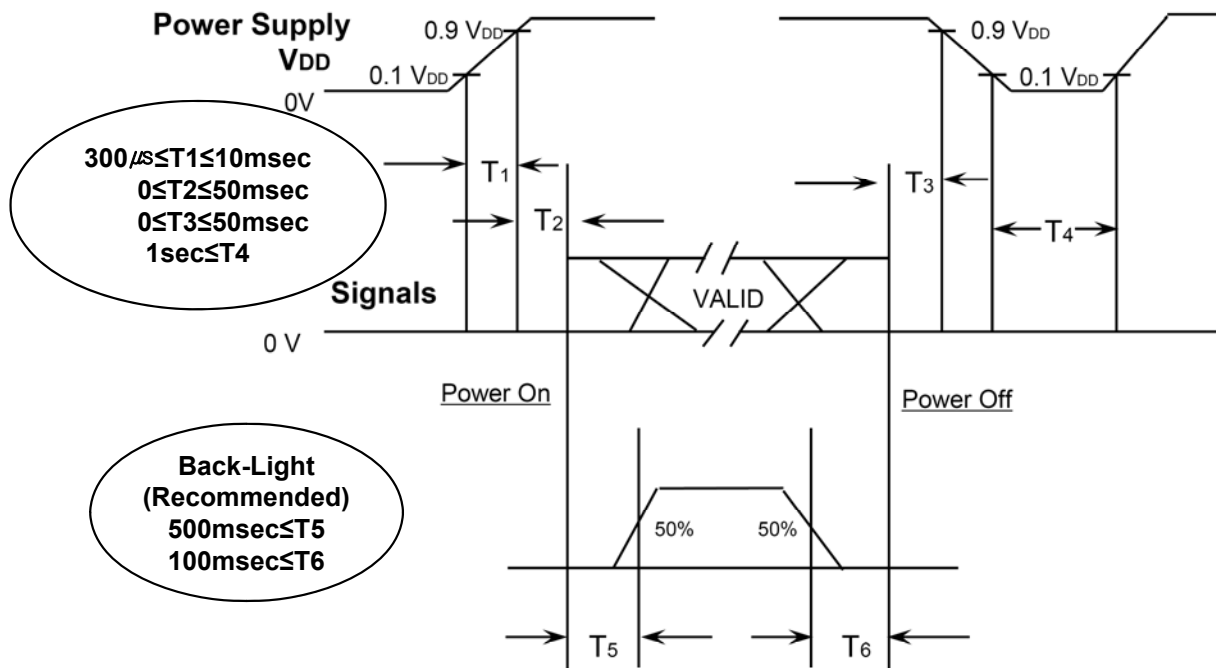 Power Supply
VDD
0.9 VDD
0.1 VDD
0V
0.9 VDD
0.1 VDD
300㎲≤T1≤10msec
0≤T2≤50msec
0≤T3≤50msec
1sec≤T4
T1
T2
T3
T4
Signals
VALID
0 V
Power On
Power Off
Back-Light
(Recommended)
500msec≤T5
100msec≤T6
50%
50%
T5
T6